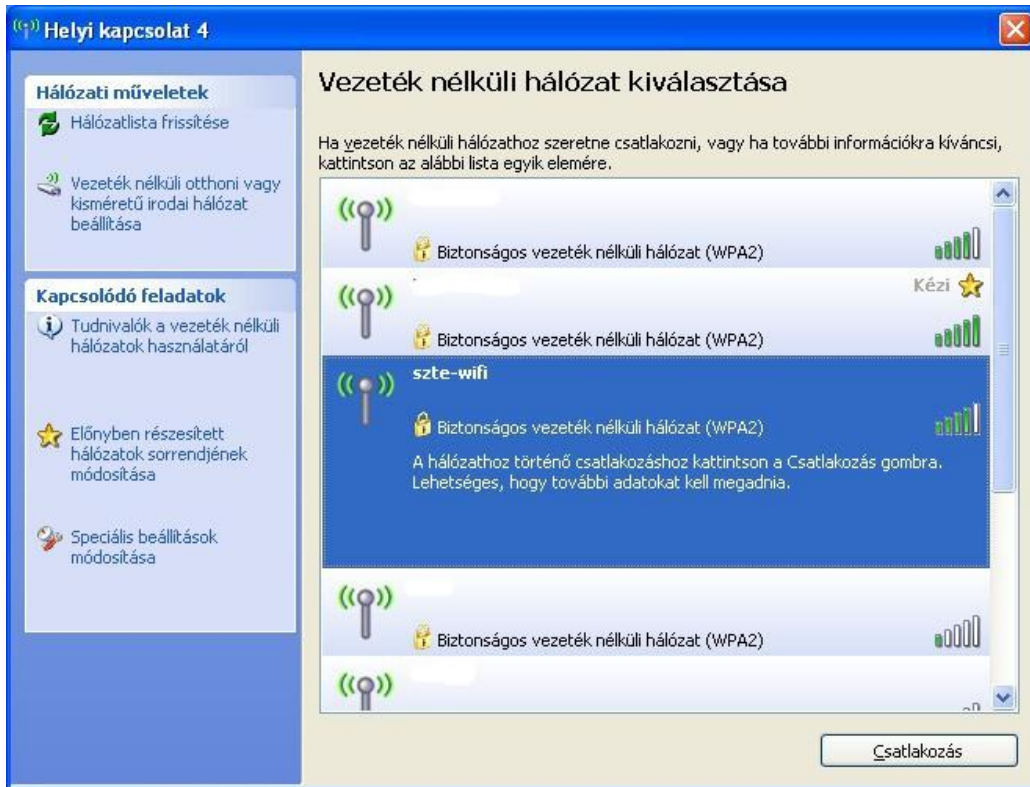 Helyi kapcsolat 4
Hálózati műveletek
Hálózatlista frissítése
Vezeték nélküli otthoni vagy
kisméretű irodai hálózat
beállítása
Kapcsolódó feladatok
Tudnivalók a vezeték nélküli
hálózatok használatáról
Előnyben részesített
hálózatok sorrendjének
módosítása
Speciális beállítások
módosítása
Vezeték nélküli hálózat kiválasztása
Ha vezeték nélküli hálózathoz szeretne csatlakozni, vagy ha további információkra kíváncsi,
kattintson az alábbi lista egyik elemére.
Biztonságos vezeték nélküli hálózat (WPA2)
Kézi
Biztonságos vezeték nélküli hálózat (WPA2)
szte-wifi
Biztonságos vezeték nélküli hálózat (WPA2)
A hálózathoz történő csatlakozáshoz kattintson a Csatlakozás gombra.
Lehetséges, hogy további adatokat kell megadnia.
Biztonságos vezeték nélküli hálózat (WPA2)
Csatlakozás